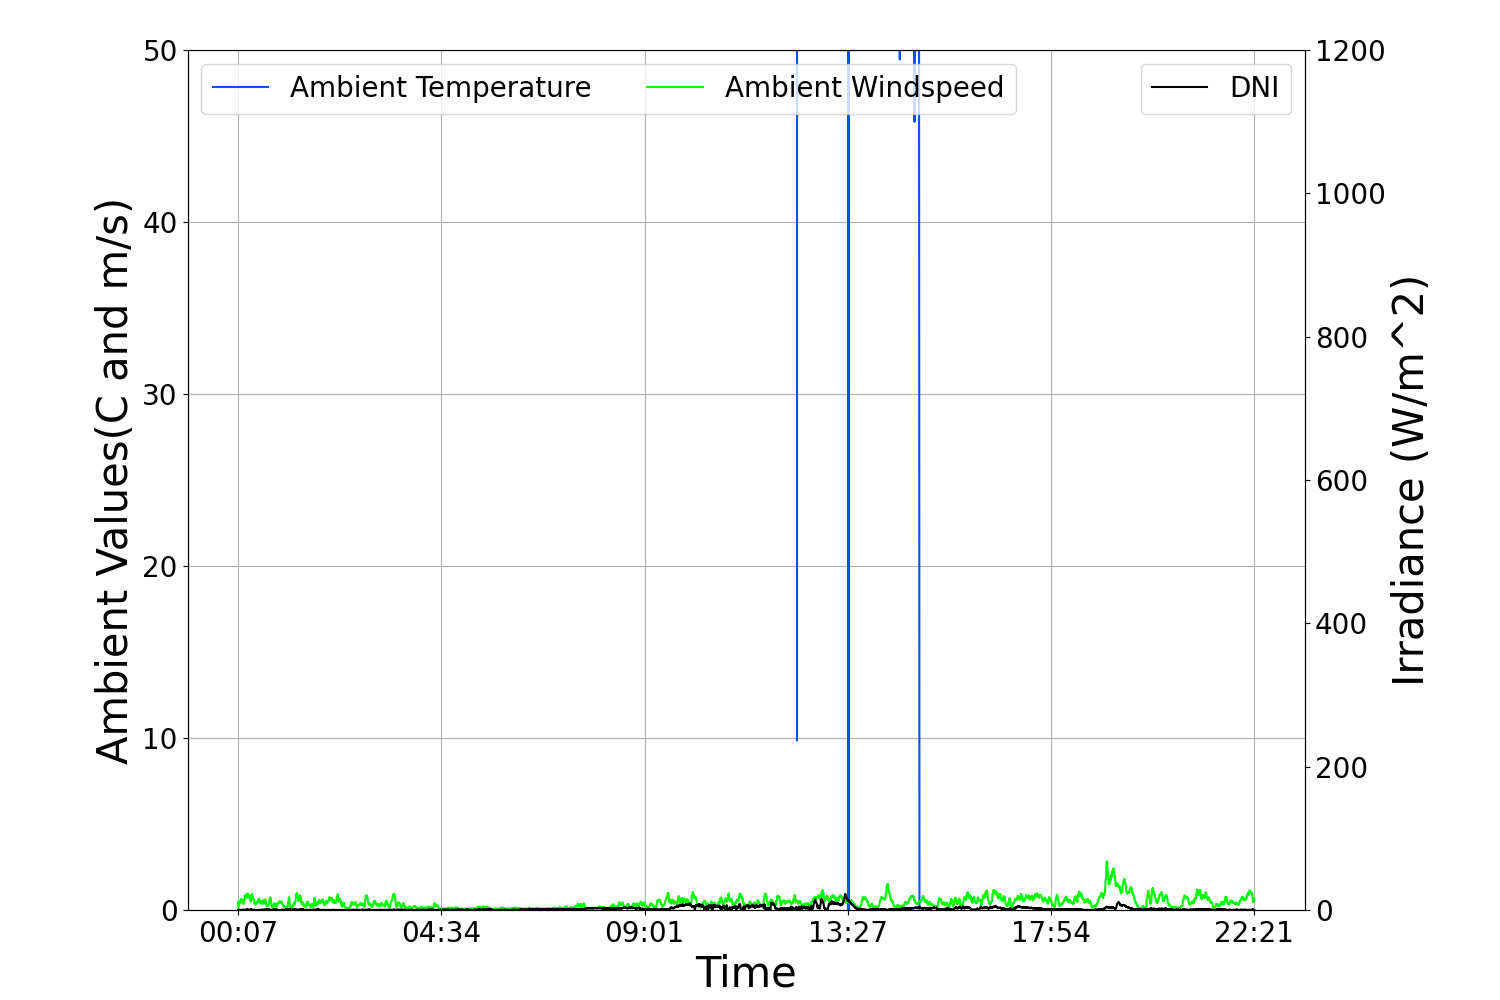 Ambient Temperature
Ambient Windspeed
DNI
Ambient Values(C and m/s)
50
40
30
20
10
0
1200
1000
800
600
400
200
0
Irradiance (W/m^2)
00:07 04:34 09:01 13:27 17:54 22:21
Time